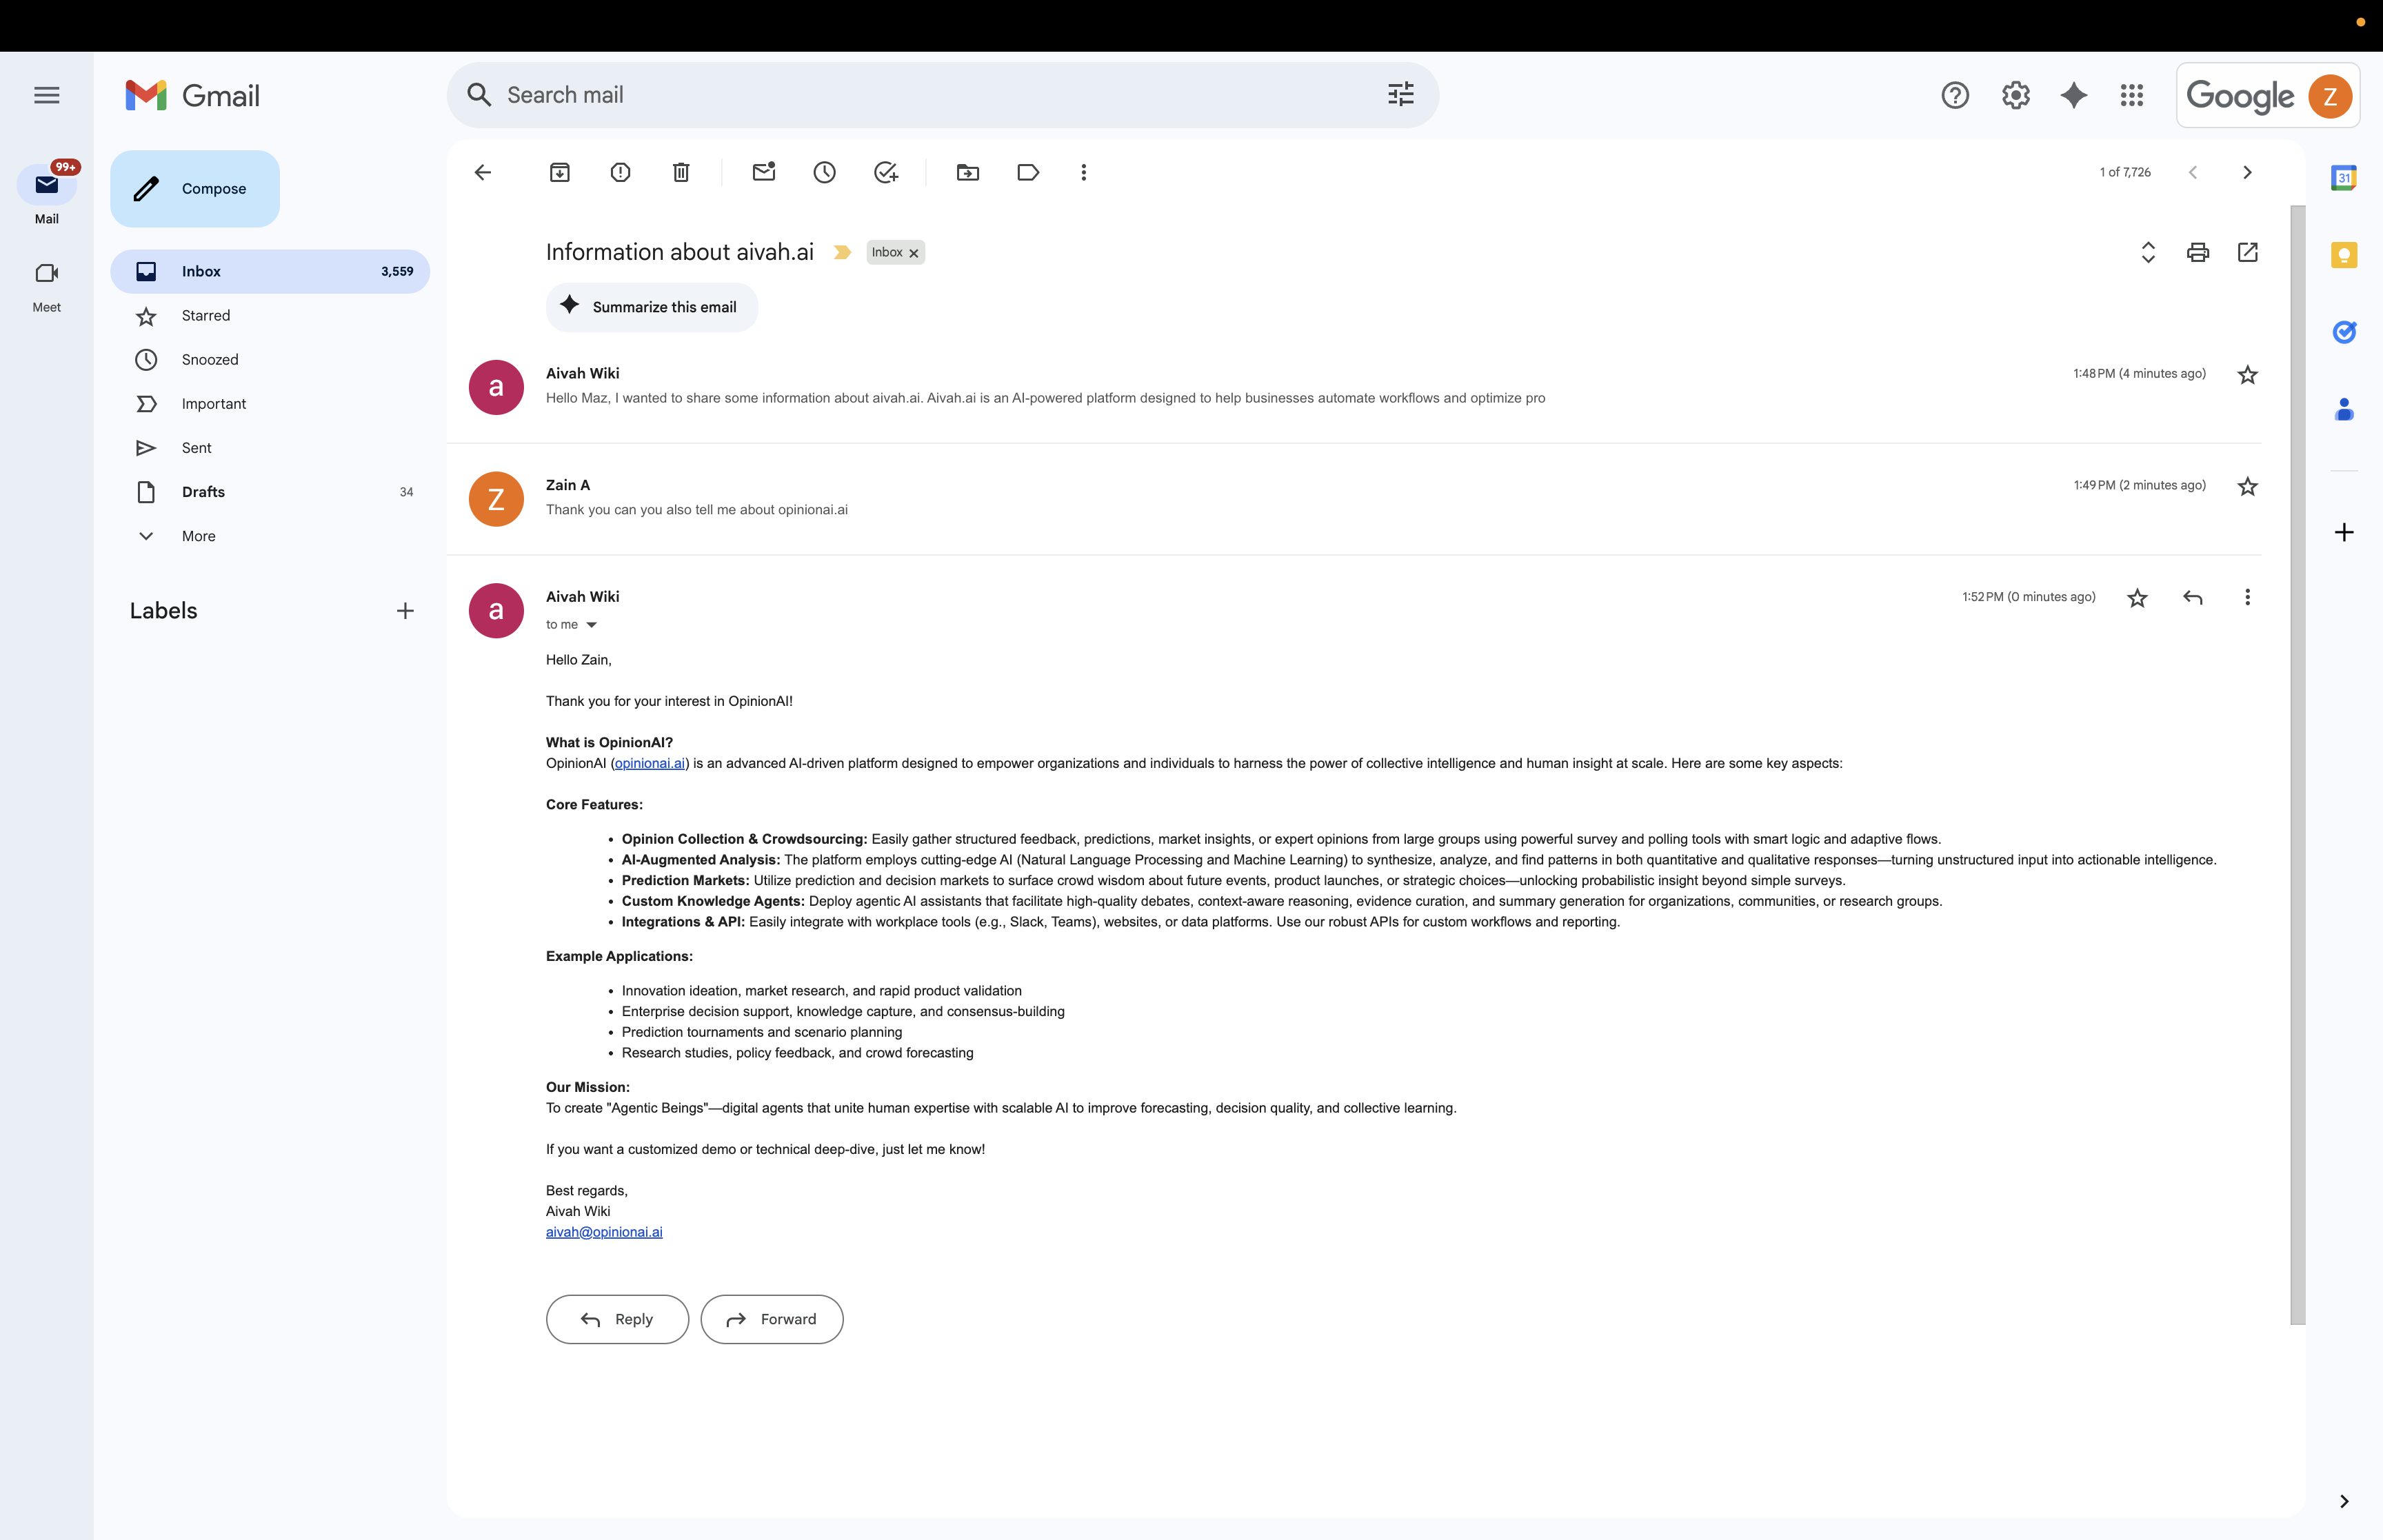 Gmail
Search mail
Google
Z
99+
Mail
Meet
Compose
Inbox 3,559
Starred
Snoozed
Important
Sent
Drafts 34
More
Labels
1 of 7,726
31
Information about aivah.ai
Inbox
Summarize this email
a
Aivah Wiki
1:48 PM (4 minutes ago)
Hello Maz, I wanted to share some information about aivah.ai. Aivah.ai is an AI-powered platform designed to help businesses automate workflows and optimize pro
Z
Zain A
1:49 PM (2 minutes ago)
Thank you can you also tell me about opinionai.ai
a
Aivah Wiki
1:52 PM (0 minutes ago)
to me
Hello Zain,
Thank you for your interest in OpinionAI!
What is OpinionAI?
OpinionAI (opinionai.ai) is an advanced AI-driven platform designed to empower organizations and individuals to harness the power of collective intelligence and human insight at scale. Here are some key aspects:
Core Features:
• Opinion Collection & Crowdsourcing: Easily gather structured feedback, predictions, market insights, or expert opinions from large groups using powerful survey and polling tools with smart logic and adaptive flows.
• AI-Augmented Analysis: The platform employs cutting-edge AI (Natural Language Processing and Machine Learning) to synthesize, analyze, and find patterns in both quantitative and qualitative responses—turning unstructured input into actionable intelligence.
• Prediction Markets: Utilize prediction and decision markets to surface crowd wisdom about future events, product launches, or strategic choices—unlocking probabilistic insight beyond simple surveys.
• Custom Knowledge Agents: Deploy agentic AI assistants that facilitate high-quality debates, context-aware reasoning, evidence curation, and summary generation for organizations, communities, or research groups.
• Integrations & API: Easily integrate with workplace tools (e.g., Slack, Teams), websites, or data platforms. Use our robust APIs for custom workflows and reporting.
Example Applications:
• Innovation ideation, market research, and rapid product validation
• Enterprise decision support, knowledge capture, and consensus-building
• Prediction tournaments and scenario planning
• Research studies, policy feedback, and crowd forecasting
Our Mission:
To create "Agentic Beings"—digital agents that unite human expertise with scalable AI to improve forecasting, decision quality, and collective learning.
If you want a customized demo or technical deep-dive, just let me know!
Best regards,
Aivah Wiki
aivah@opinionai.ai
Reply
Forward